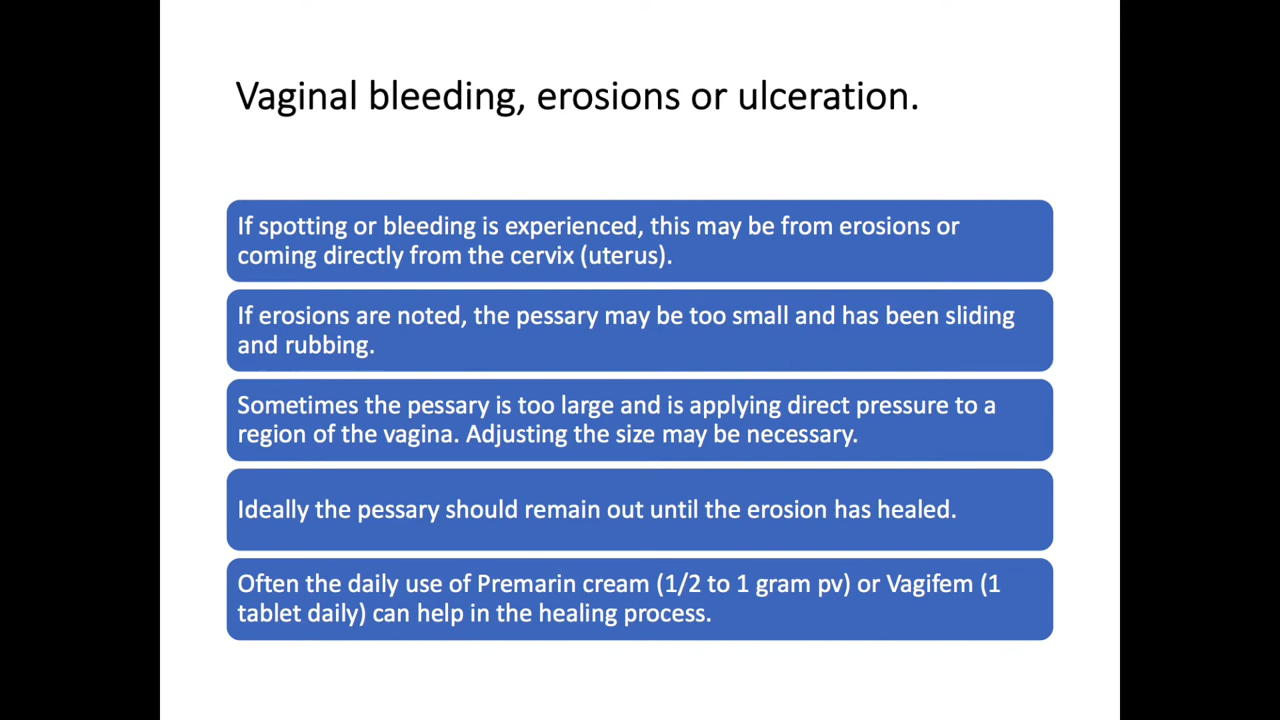 Vaginal bleeding, erosions or ulceration.
If spotting or bleeding is experienced, this may be from erosions or
coming directly from the cervix (uterus).
If erosions are noted, the pessary may be too small and has been sliding
and rubbing.
Sometimes the pessary is too large and is applying direct pressure to a
region of the vagina. Adjusting the size may be necessary.
Ideally the pessary should remain out until the erosion has healed.
Often the daily use of Premarin cream (1/2 to 1 gram pv) or Vagifem (1
tablet daily) can help in the healing process.